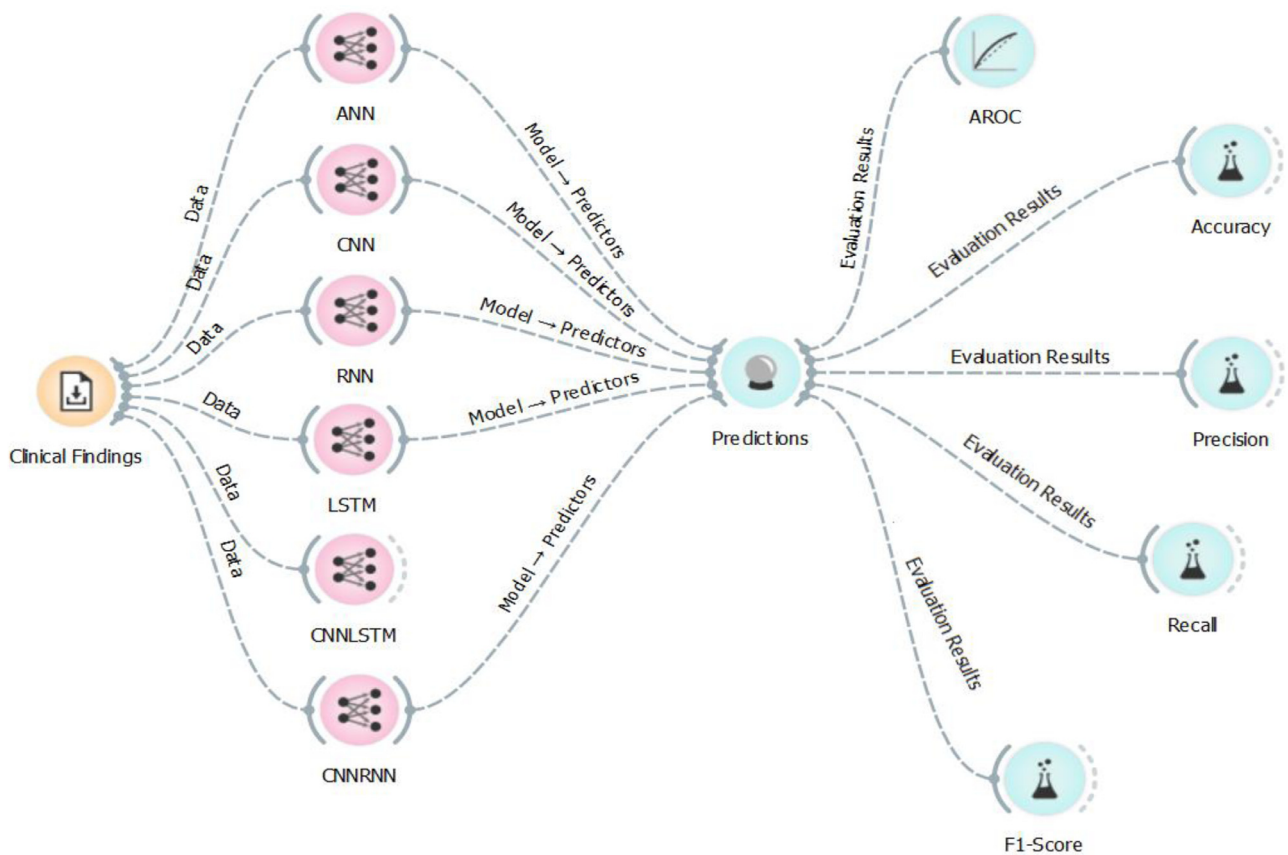 ANN
CNN
RNN
LSTM
CNNLSTM
CNNRNN
Clinical Findings
Data
Data
Data
Data
Data
Data
Model → Predictors
Model → Predictors
Model → Predictors
Model → Predictors
Model → Predictors
Predictions
Evaluation Results
Evaluation Results
Evaluation Results
Evaluation Results
Evaluation Results
AROC
Accuracy
Precision
Recall
F1-Score